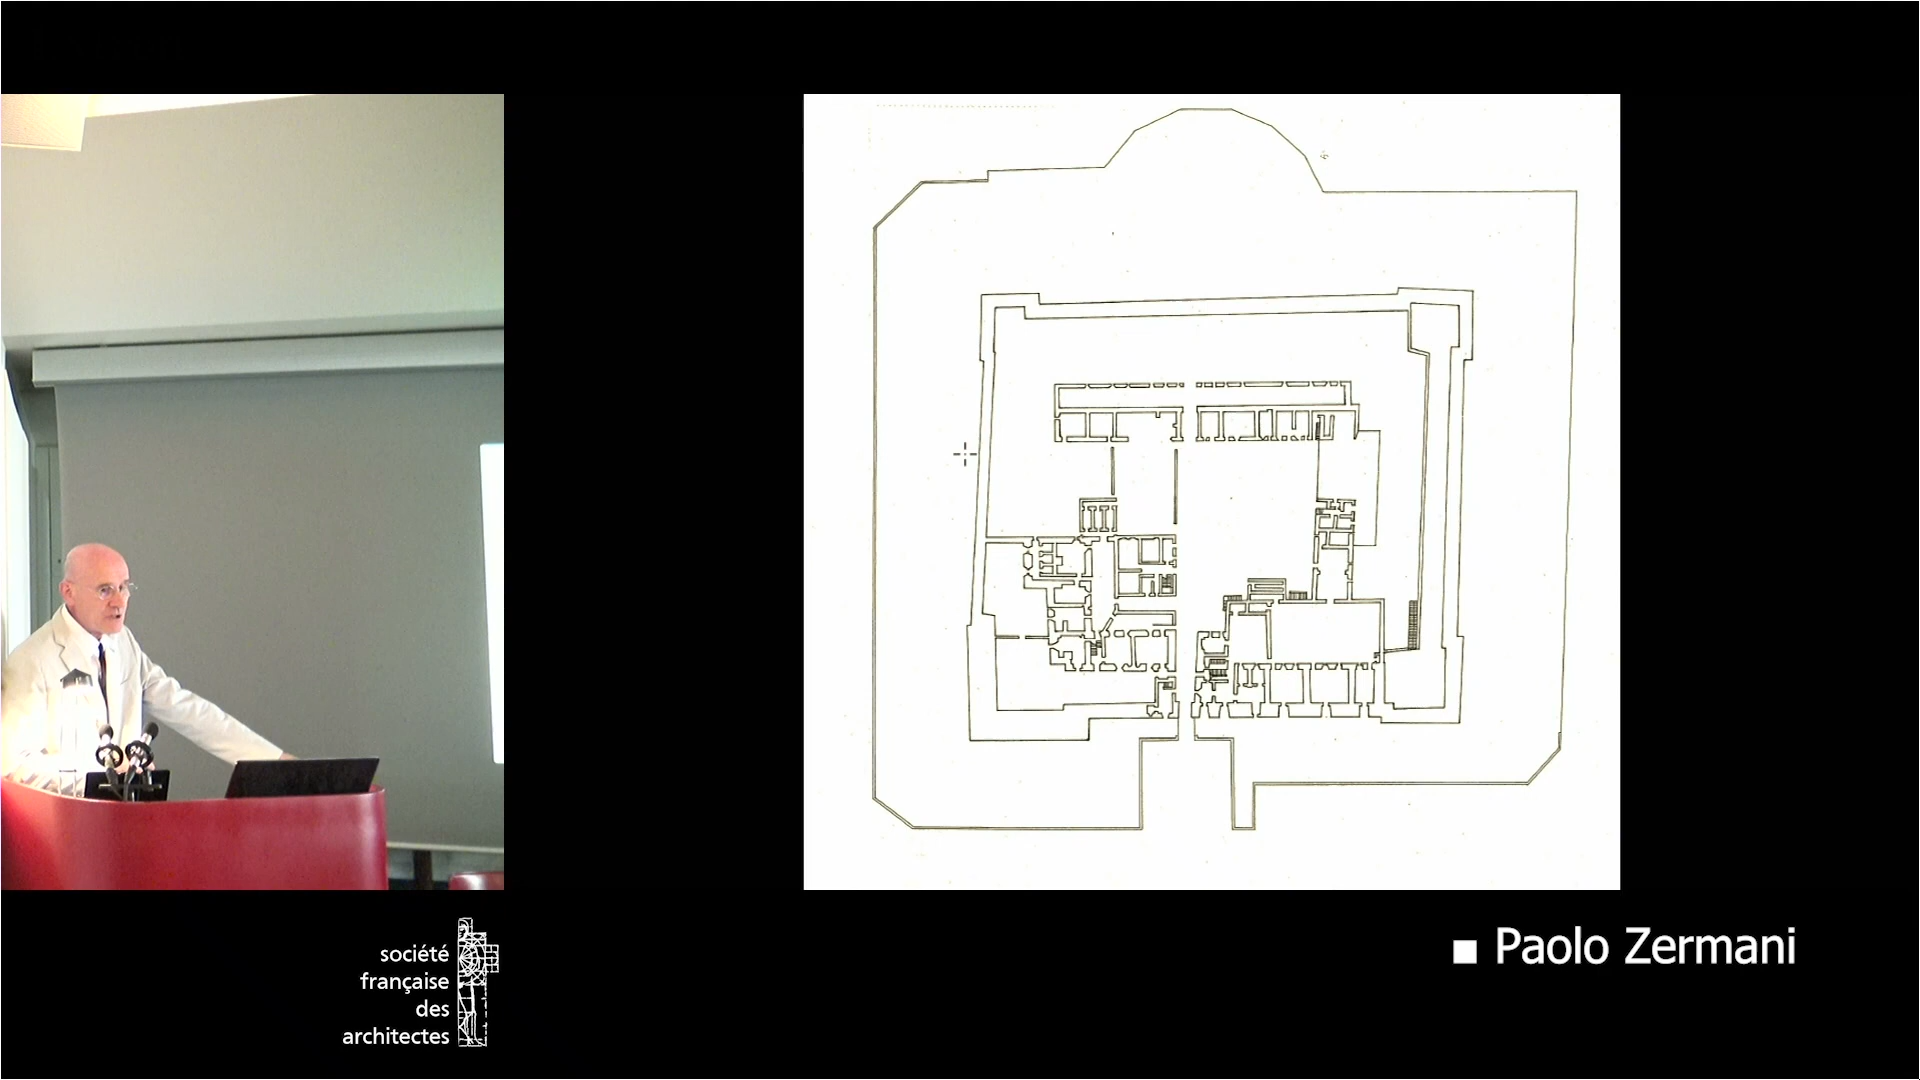 société
française
des
architectes
Paolo Zermani